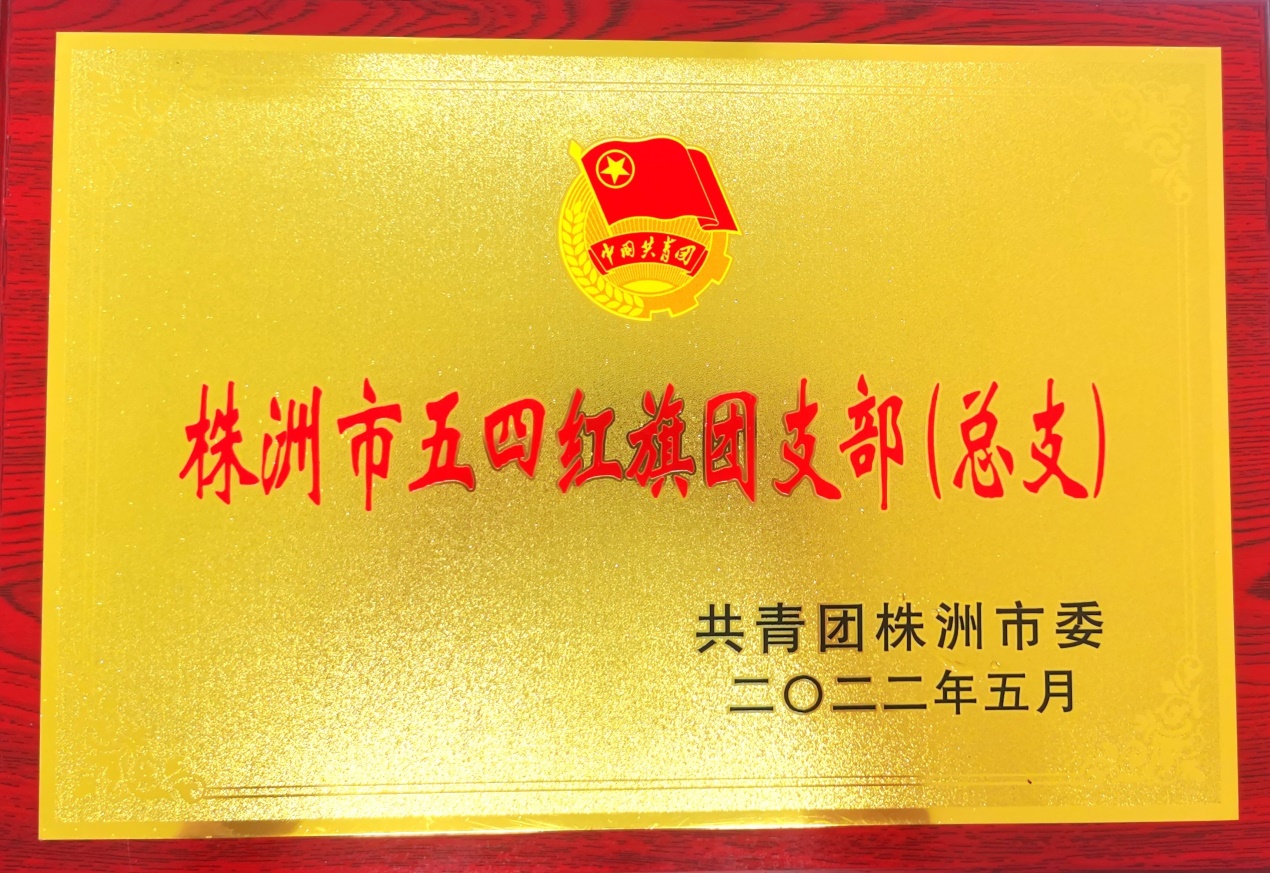 中国共青团
株洲市五四红旗团支部(总支)
共青团株洲市委
二〇二二年五月